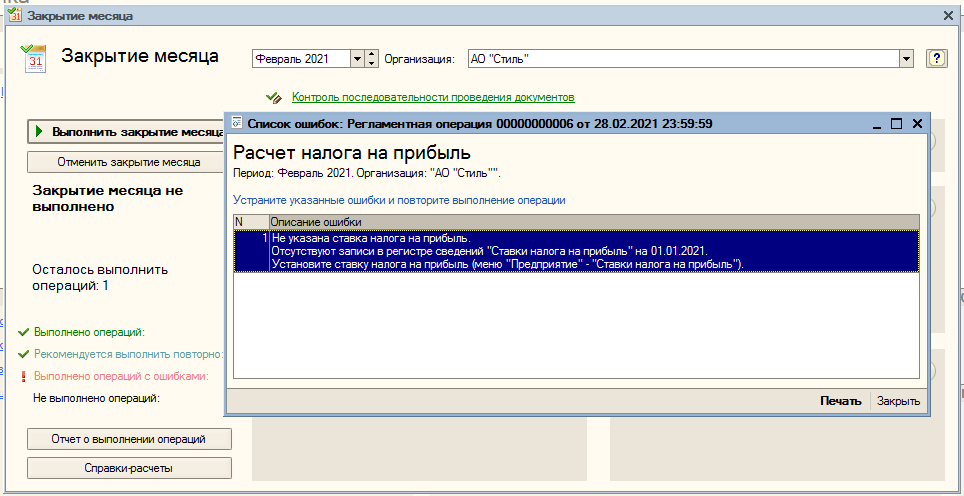 Закрытие месяца
31
Закрытие месяца
Февраль 2021
Организация:
АО "Стиль"
?
Контроль последовательности проведения документов
Выполнить закрытие месяца
Отменить закрытие месяца
Закрытие месяца не
выполнено
Осталось выполнить
операций: 1
Выполнено операций:
Рекомендуется выполнить повторно:
Выполнено операций с ошибками:
Не выполнено операций:
Отчет о выполнении операций
Справки-расчеты
Список ошибок: Регламентная операция 00000000006 от 28.02.2021 23:59:59
Расчет налога на прибыль
Период: Февраль 2021. Организация: "АО "Стиль"".
Устраните указанные ошибки и повторите выполнение операции
N Описание ошибки
1 Не указана ставка налога на прибыль.
Отсутствуют записи в регистре сведений "Ставки налога на прибыль" на 01.01.2021.
Установите ставку налога на прибыль (меню "Предприятие" - "Ставки налога на прибыль").
Печать
Закрыть